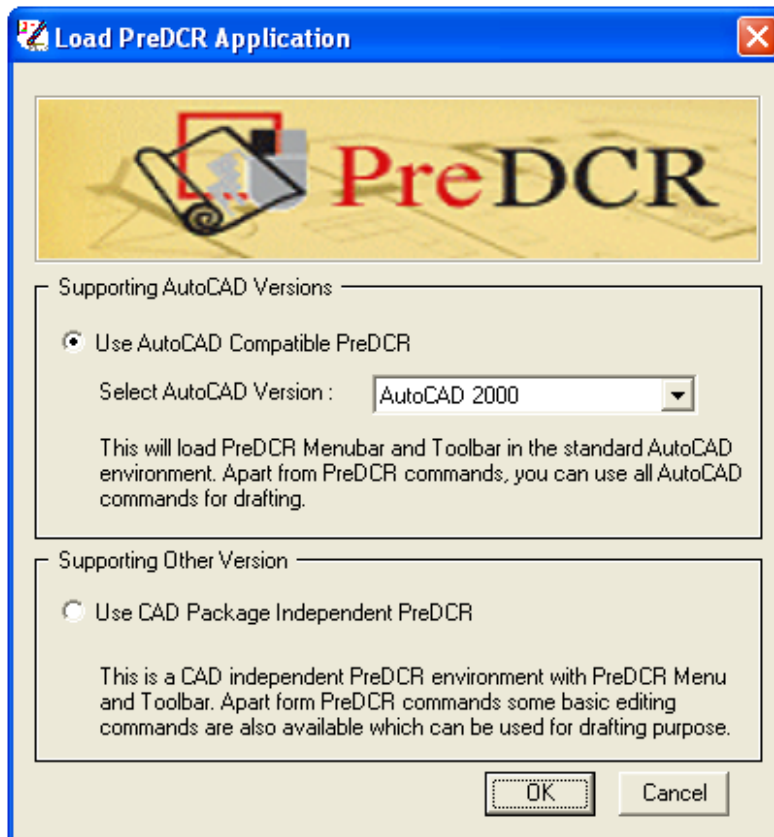 Load PreDCR Application
PreDCR
Supporting AutoCAD Versions
Use AutoCAD Compatible PreDCR
Select AutoCAD Version :
AutoCAD 2000
This will load PreDCR Menubar and Toolbar in the standard AutoCAD
environment. Apart from PreDCR commands, you can use all AutoCAD
commands for drafting.
Supporting Other Version
Use CAD Package Independent PreDCR
This is a CAD independent PreDCR environment with PreDCR Menu
and Toolbar. Apart form PreDCR commands some basic editing
commands are also available which can be used for drafting purpose.
OK
Cancel